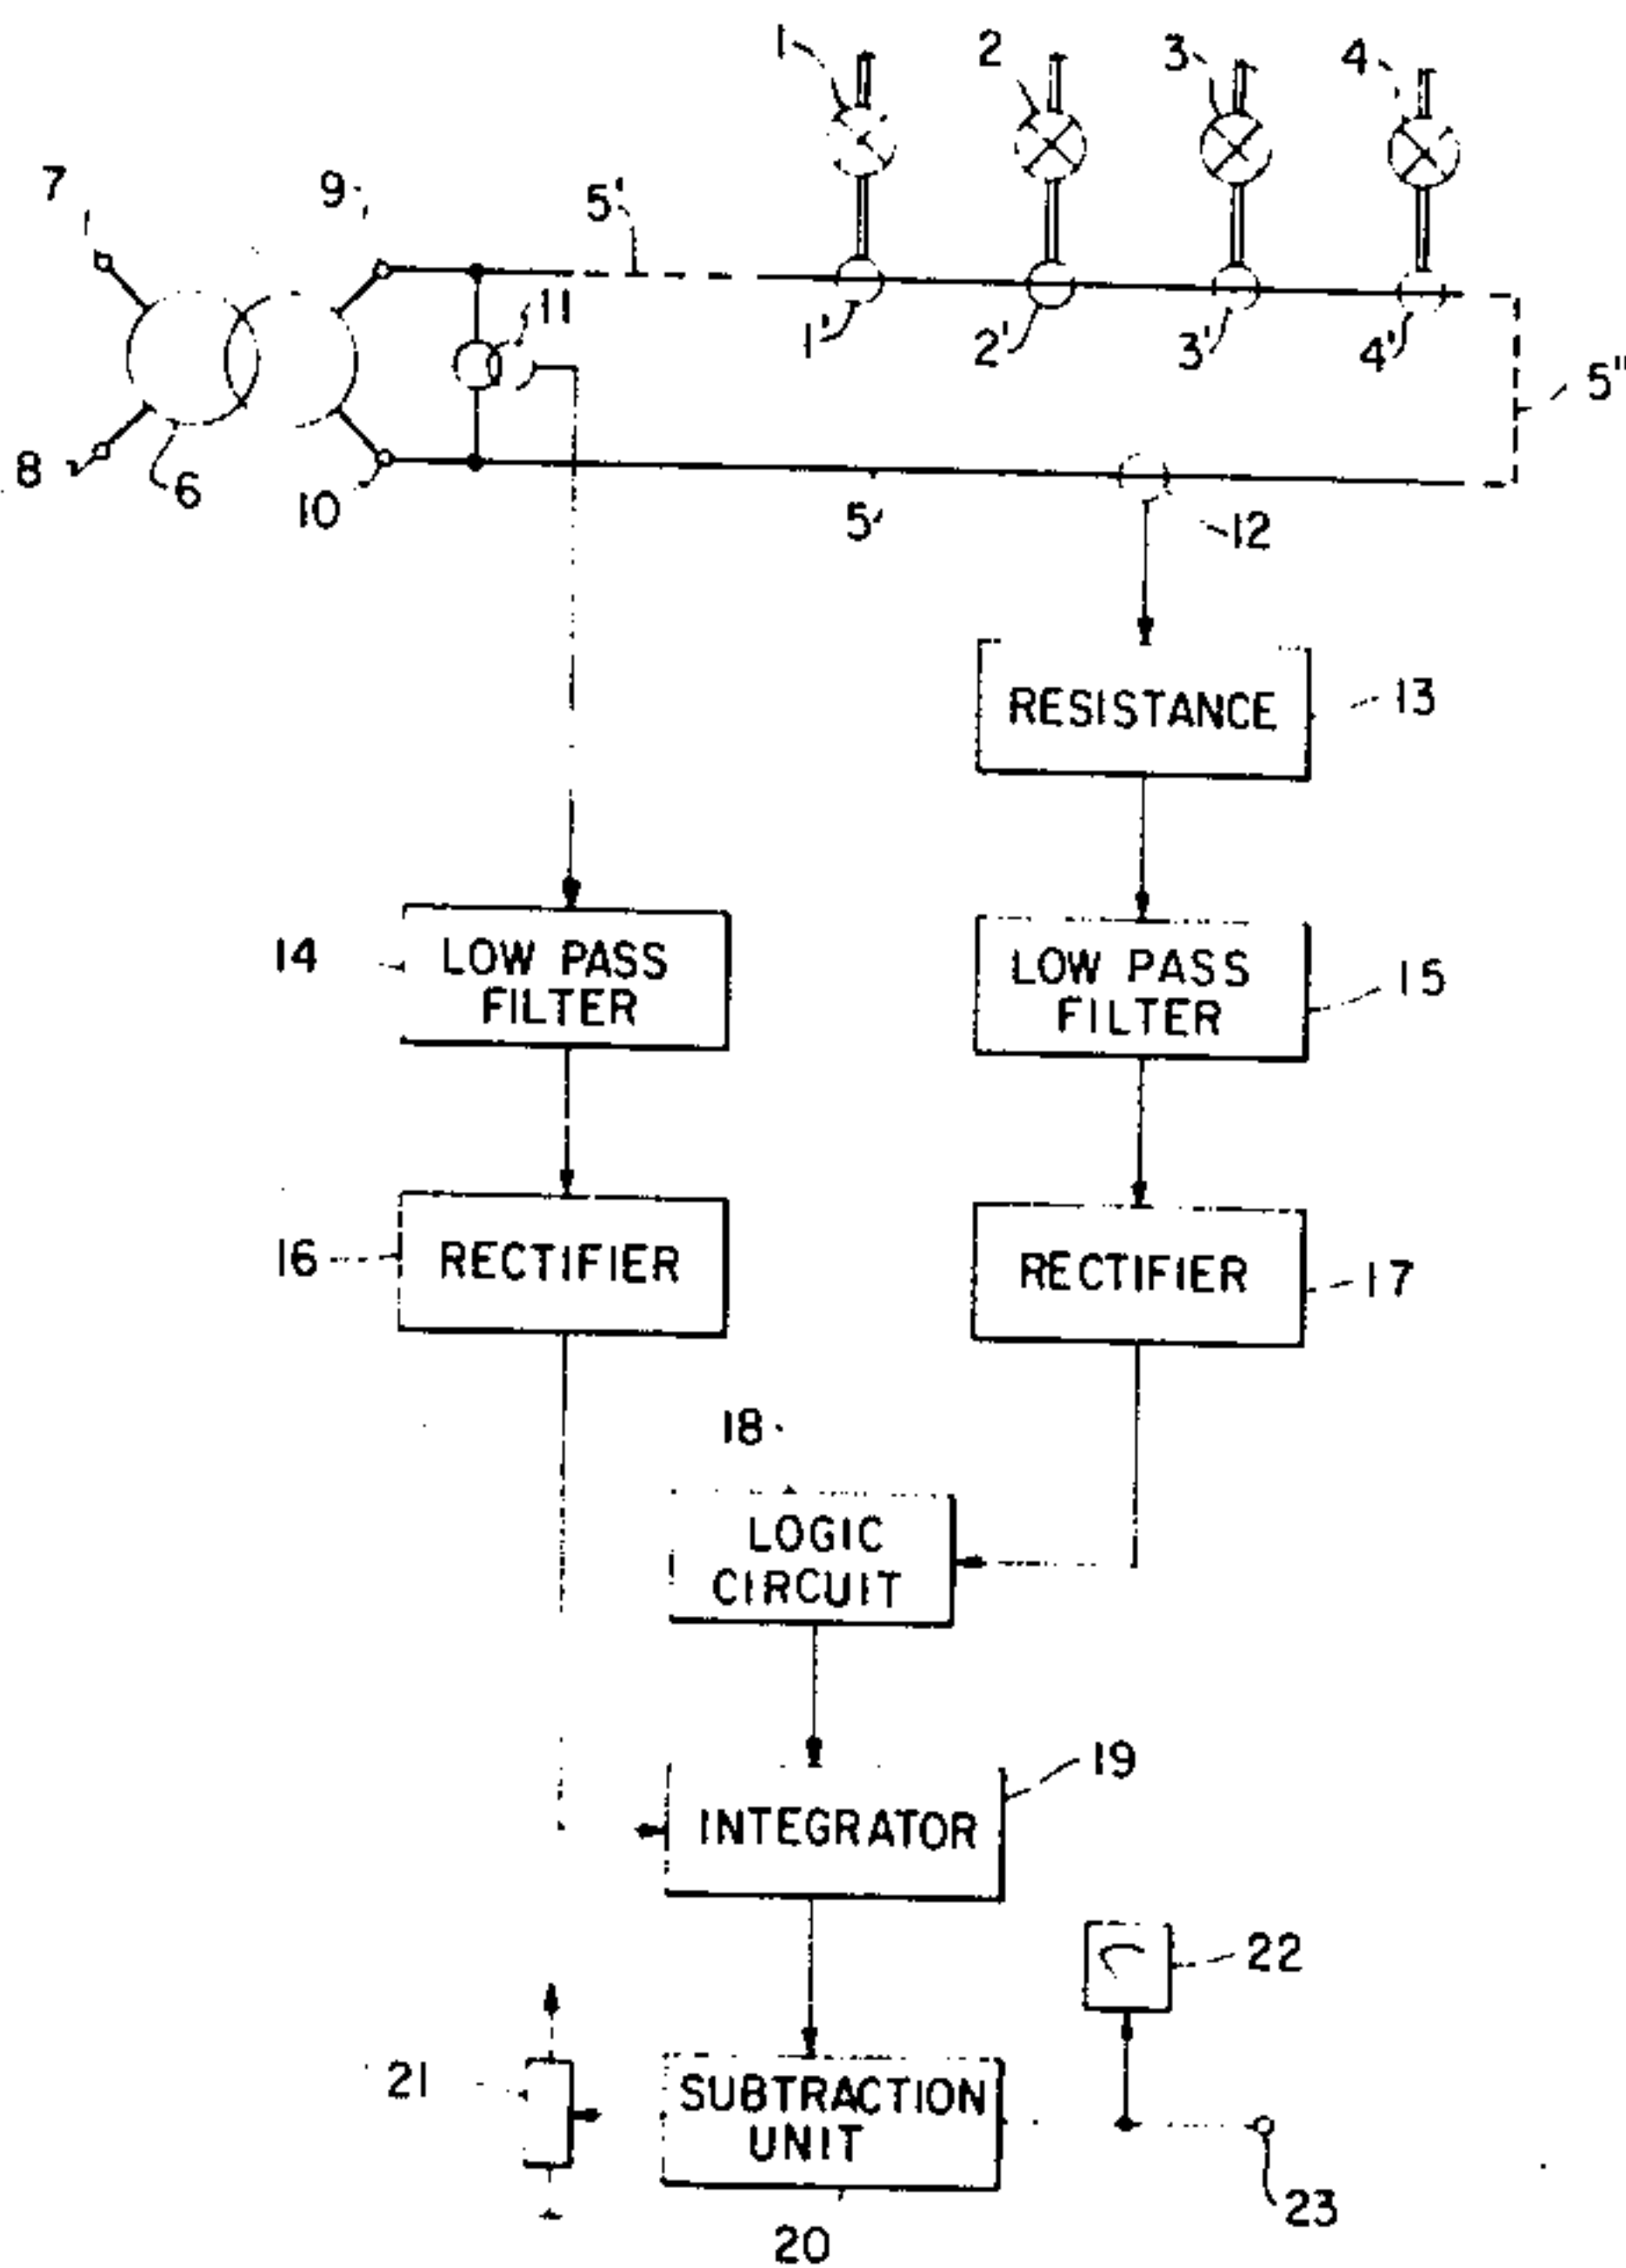 1
2
3
4
7
9
5'
11
1'
2'
3'
4'
5"
8
6
10
5'
12
RESISTANCE
13
14
LOW PASS
FILTER
LOW PASS
FILTER
15
16
RECTIFIER
RECTIFIER
17
18
LOGIC
CIRCUIT
19
INTEGRATOR
22
21
SUBTRACTION
UNIT
23
20